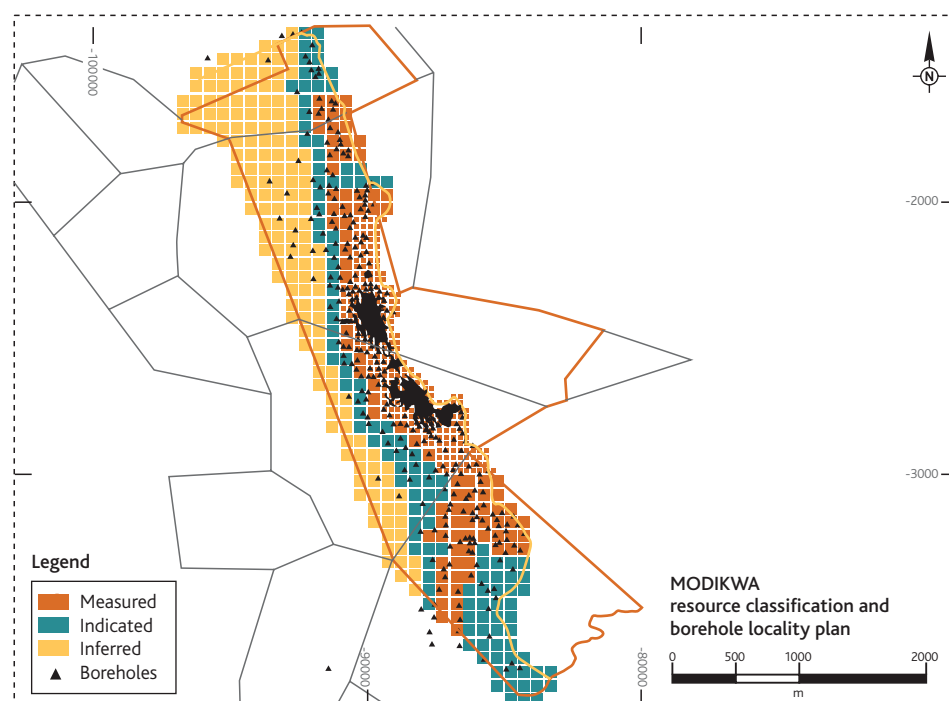 -100000
N
-2000
-3000
Legend
Measured
Indicated
Inferred
Boreholes
MODIKWA
resource classification and
borehole locality plan
0 500 1000 2000
m
-9000
-80000